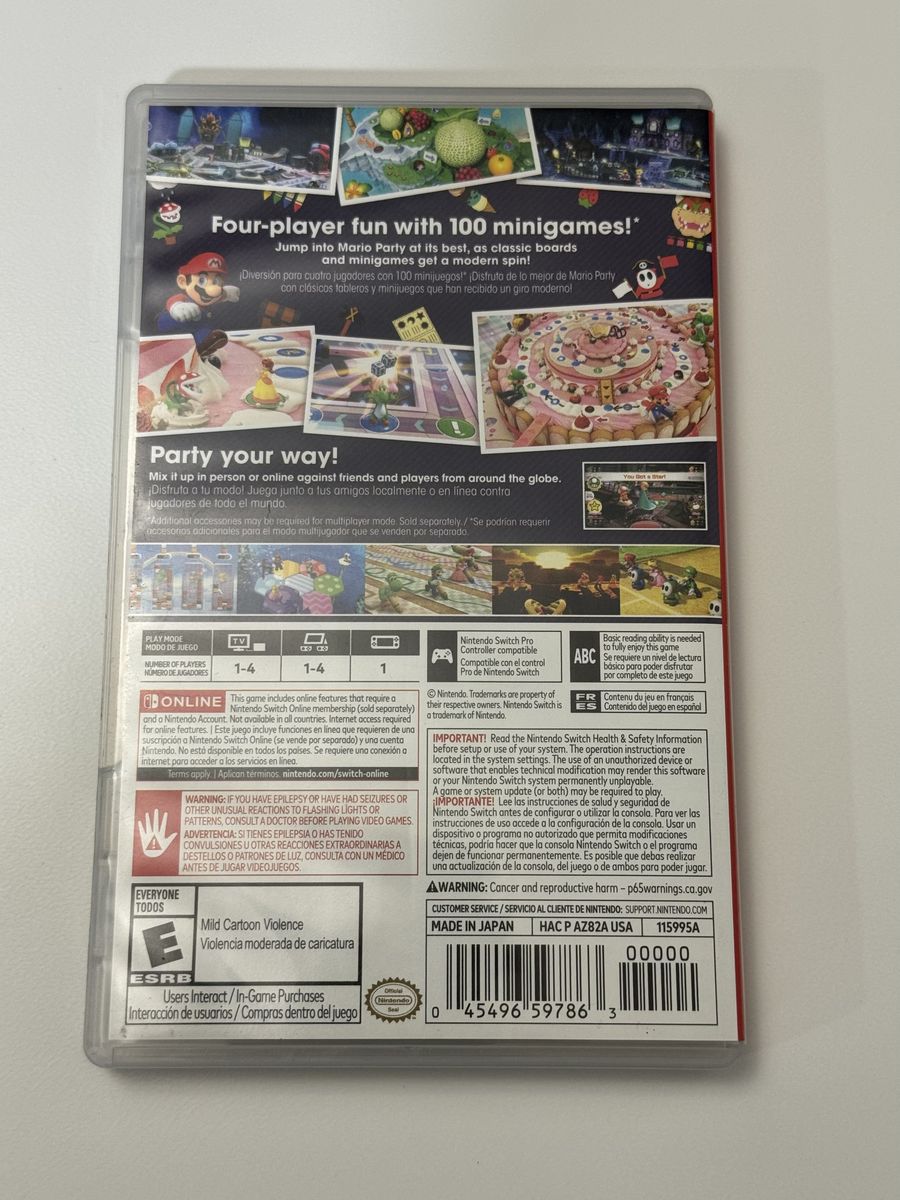 Four-player fun with 100 minigames!*
Jump into Mario Party at its best, as classic boards
and minigames get a modern spin!
¡Diversión para cuatro jugadores con 100 minijuegos!* ¡Disfruta de lo mejor de Mario Party
con clásicos tableros y minijuegos que han recibido un giro moderno!
Party your way!
Mix it up in person or online against friends and players from around the globe.
¡Disfruta a tu modo! Juega junto a tus amigos localmente o en línea contra
jugadores de todo el mundo.
*Additional accessories may be required for multiplayer mode. Sold separately. / *Se podrían requerir
accesorios adicionales para el modo multijugador que se venden por separado.
You Got a Star!
PLAY MODE
MODO DE JUEGO
TV
NUMBER OF PLAYERS
NÚMERO DE JUGADORES
1-4
1-4
1
Nintendo Switch Pro
Controller compatible
Compatible con el control
Pro de Nintendo Switch
ABC
Basic reading ability is needed
to fully enjoy this game
Se requiere un nivel de lectura
básico para poder disfrutar
por completo de este juego
ONLINE
This game includes online features that require a
Nintendo Switch Online membership (sold separately)
and a Nintendo Account. Not available in all countries. Internet access required
for online features. | Este juego incluye funciones en línea que requieren de una
suscripción a Nintendo Switch Online (se vende por separado) y una cuenta
Nintendo. No está disponible en todos los países. Se requiere una conexión a
internet para acceder a los servicios en línea.
Terms apply. | Aplican términos. nintendo.com/switch-online
© Nintendo. Trademarks are property of
their respective owners. Nintendo Switch is
a trademark of Nintendo.
FR
ES
Contenu du jeu en français
Contenido del juego en español
WARNING: IF YOU HAVE EPILEPSY OR HAVE HAD SEIZURES OR
OTHER UNUSUAL REACTIONS TO FLASHING LIGHTS OR
PATTERNS, CONSULT A DOCTOR BEFORE PLAYING VIDEO GAMES.
ADVERTENCIA: SI TIENES EPILEPSIA O HAS TENIDO
CONVULSIONES U OTRAS REACCIONES EXTRAORDINARIAS A
DESTELLOS O PATRONES DE LUZ, CONSULTA CON UN MÉDICO
ANTES DE JUGAR VIDEOJUEGOS.
IMPORTANT! Read the Nintendo Switch Health & Safety Information
before setup or use of your system. The operation instructions are
located in the system settings. The use of an unauthorized device or
software that enables technical modification may render this software
or your Nintendo Switch system permanently unplayable.
A game or system update (or both) may be required to play.
¡IMPORTANTE! Lee las instrucciones de salud y seguridad de
Nintendo Switch antes de configurar o utilizar la consola. Para ver las
instrucciones de uso accede a la configuración de la consola. Usar un
dispositivo o programa no autorizado que permita modificaciones
técnicas, podría hacer que la consola Nintendo Switch o el programa
dejen de funcionar permanentemente. Es posible que debas realizar
una actualización de la consola, del juego o de ambos para poder jugar.
WARNING: Cancer and reproductive harm – p65warnings.ca.gov
EVERYONE
TODOS
E
ESRB
Mild Cartoon Violence
Violencia moderada de caricatura
Users Interact / In-Game Purchases
Interacción de usuarios / Compras dentro del juego
Official
Nintendo
Seal
CUSTOMER SERVICE / SERVICIO AL CLIENTE DE NINTENDO: SUPPORT.NINTENDO.COM
MADE IN JAPAN
HAC P AZ82A USA
115995A
00000
0 45496 59786 3